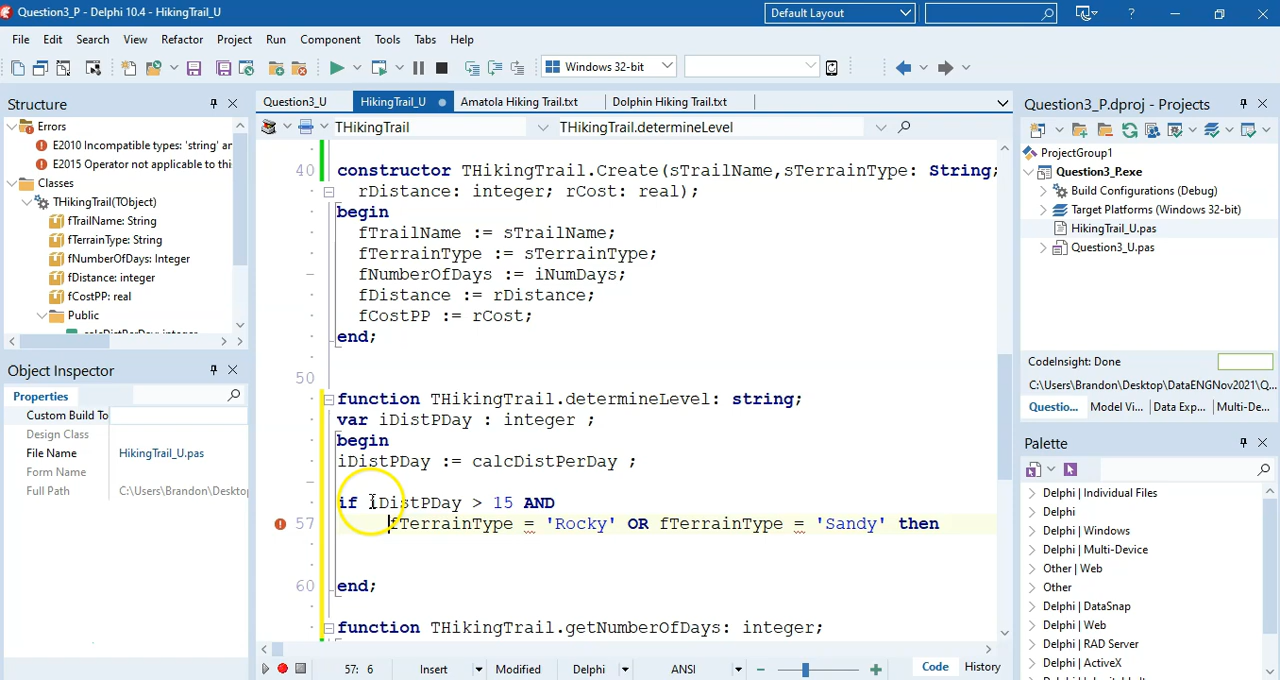 Question3_P - Delphi 10.4 - HikingTrail_U
Default Layout
File Edit Search View Refactor Project Run Component Tools Tabs Help
Windows 32-bit
Structure
Question3_U HikingTrail_U Amatola Hiking Trail.txt Dolphin Hiking Trail.txt
Question3_P.dproj - Projects
THikingTrail THikingTrail.determineLevel
Errors
E2010 Incompatible types: 'string' an
E2015 Operator not applicable to this
Classes
THikingTrail(TObject)
fTrailName: String
fTerrainType: String
fNumberOfDays: Integer
fDistance: integer
fCostPP: real
Public
ProjectGroup1
Question3_P.exe
Build Configurations (Debug)
Target Platforms (Windows 32-bit)
HikingTrail_U.pas
Question3_U.pas
40 constructor THikingTrail.Create(sTrailName,sTerrainType: String;
rDistance: integer; rCost: real);
begin
fTrailName := sTrailName;
fTerrainType := sTerrainType;
fNumberOfDays := iNumDays;
fDistance := rDistance;
fCostPP := rCost;
end;
50
function THikingTrail.determineLevel: string;
var iDistPDay : integer ;
begin
iDistPDay := calcDistPerDay ;
if iDistPDay > 15 AND
57 fTerrainType = 'Rocky' OR fTerrainType = 'Sandy' then
60 end;
function THikingTrail.getNumberOfDays: integer;
Object Inspector
Properties
Custom Build To
Design Class
File Name HikingTrail_U.pas
Form Name
Full Path C:\Users\Brandon\Deskto
CodeInsight: Done
C:\Users\Brandon\Desktop\DataENGNov2021\Q...
Questio... Model Vi... Data Exp... Multi-De...
Palette
Delphi | Individual Files
Delphi
Delphi | Windows
Delphi | Multi-Device
Other | Web
Other
Delphi | DataSnap
Delphi | Web
Delphi | RAD Server
Delphi | ActiveX
57: 6 Insert Modified Delphi ANSI Code History